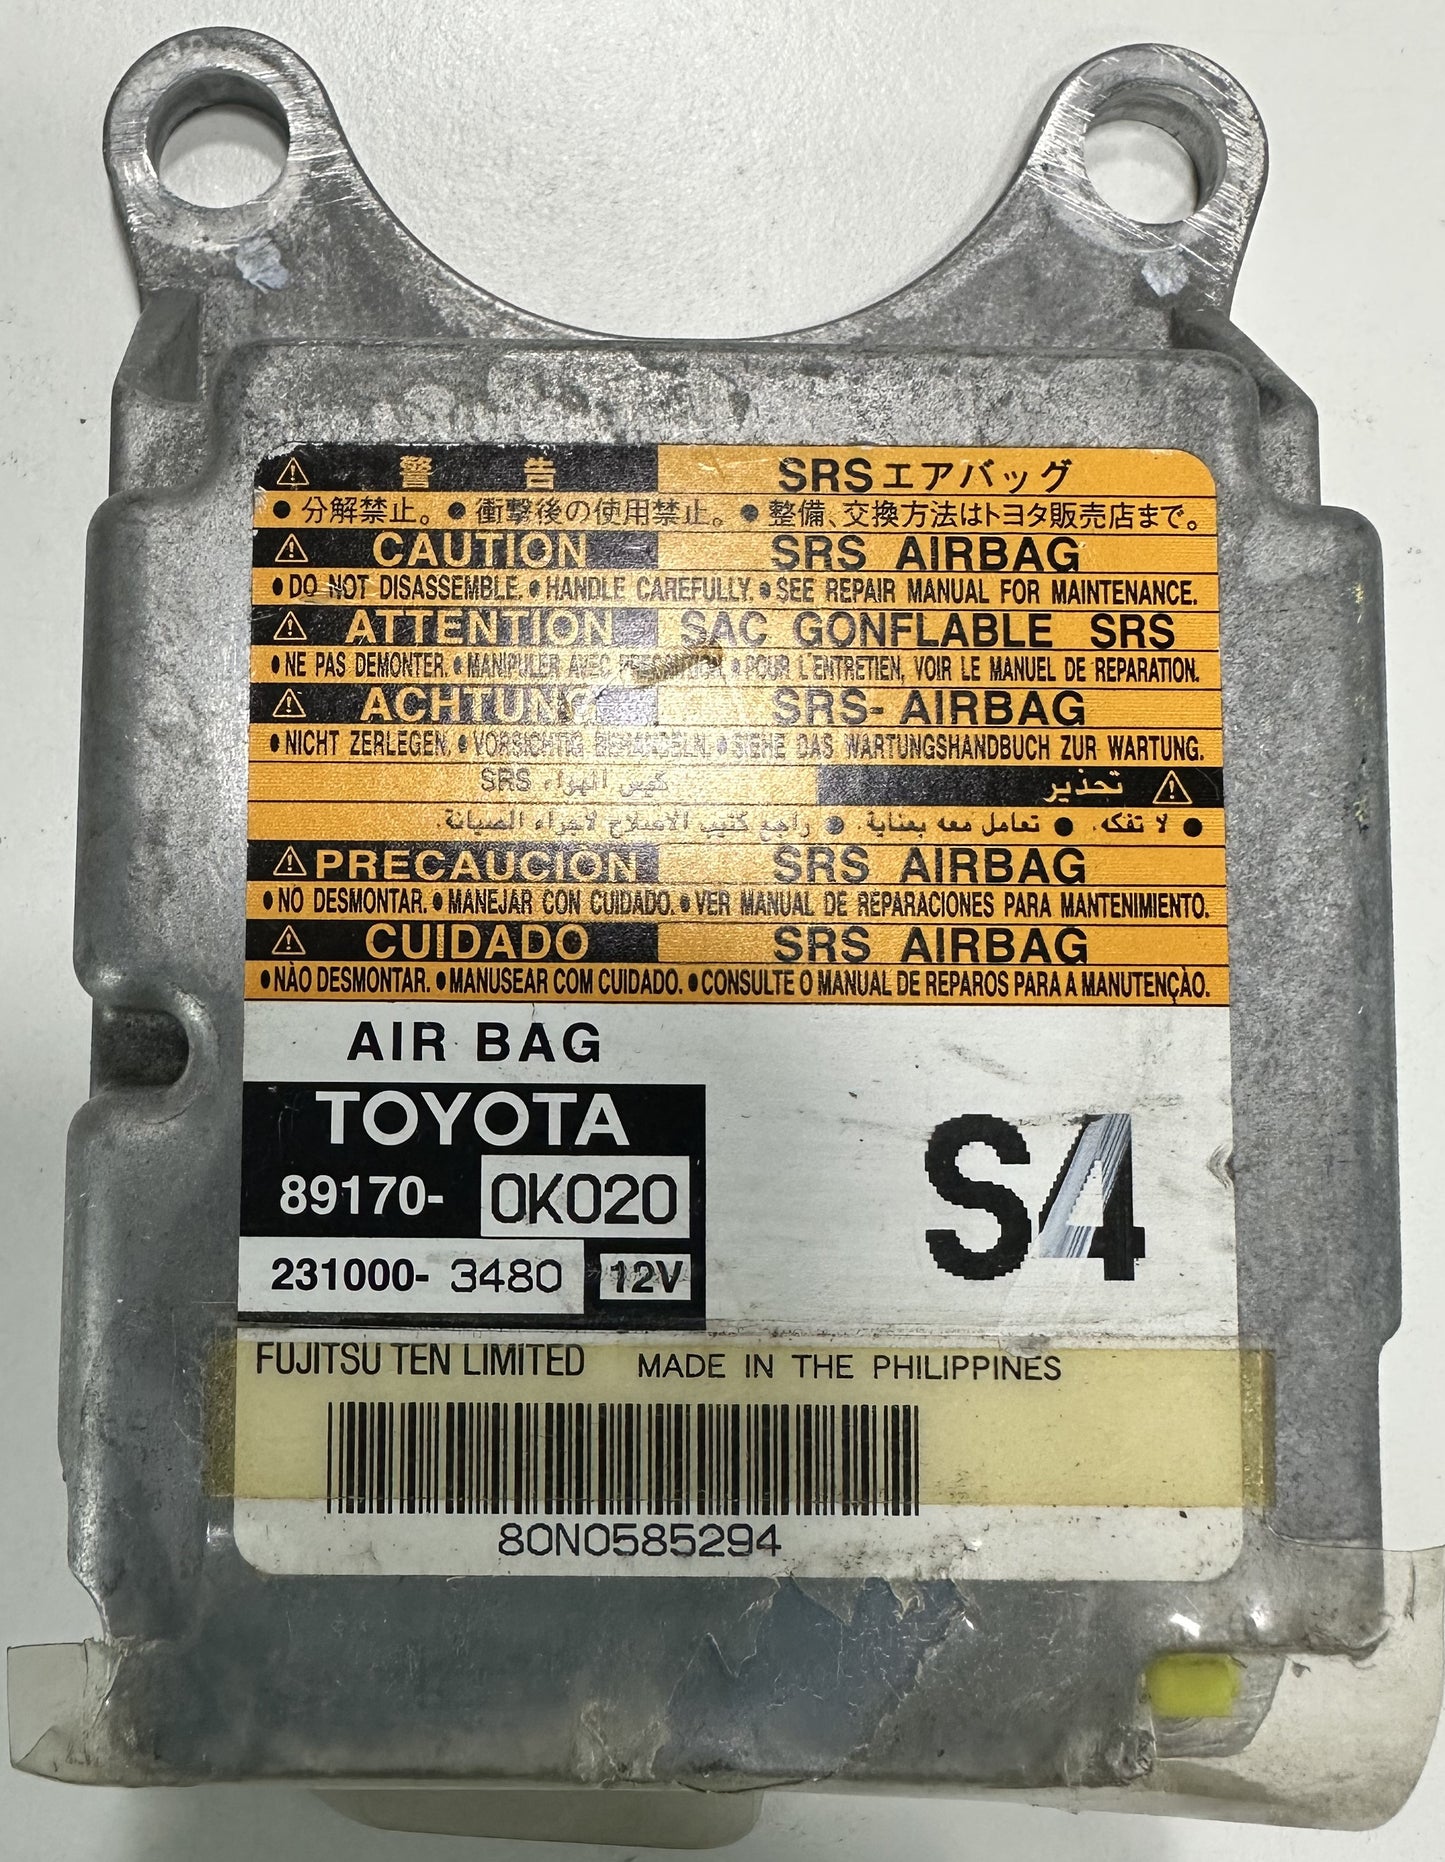 ⚠ 警 告 SRSエアバッグ
● 分解禁止。 ● 衝撃後の使用禁止。 ● 整備、交換方法はトヨタ販売店まで。
⚠ CAUTION SRS AIRBAG
●DO NOT DISASSEMBLE. ●HANDLE CAREFULLY. ●SEE REPAIR MANUAL FOR MAINTENANCE.
⚠ ATTENTION SAC GONFLABLE SRS
●NE PAS DEMONTER. ●MANIPULER AVEC PRECAUTION. ●POUR L'ENTRETIEN, VOIR LE MANUEL DE REPARATION.
⚠ ACHTUNG SRS- AIRBAG
●NICHT ZERLEGEN. ●VORSICHTIG BEHANDELN. ●SIEHE DAS WARTUNGSHANDBUCH ZUR WARTUNG.
⚠ تحذير كيس الهواء SRS
● لا تفكه. ● تعامل معه بعناية. ● راجع كتيب الاصلاح لاجراء الصيانة.
⚠ PRECAUCIÓN SRS AIRBAG
●NO DESMONTAR. ●MANEJAR CON CUIDADO. ●VER MANUAL DE REPARACIONES PARA MANTENIMIENTO.
⚠ CUIDADO SRS AIRBAG
●NÃO DESMONTAR. ●MANUSEAR COM CUIDADO. ●CONSULTE O MANUAL DE REPAROS PARA A MANUTENÇÃO.
AIR BAG
TOYOTA
89170- 0K020
231000- 3480 12V
S4
FUJITSU TEN LIMITED MADE IN THE PHILIPPINES
80N0585294